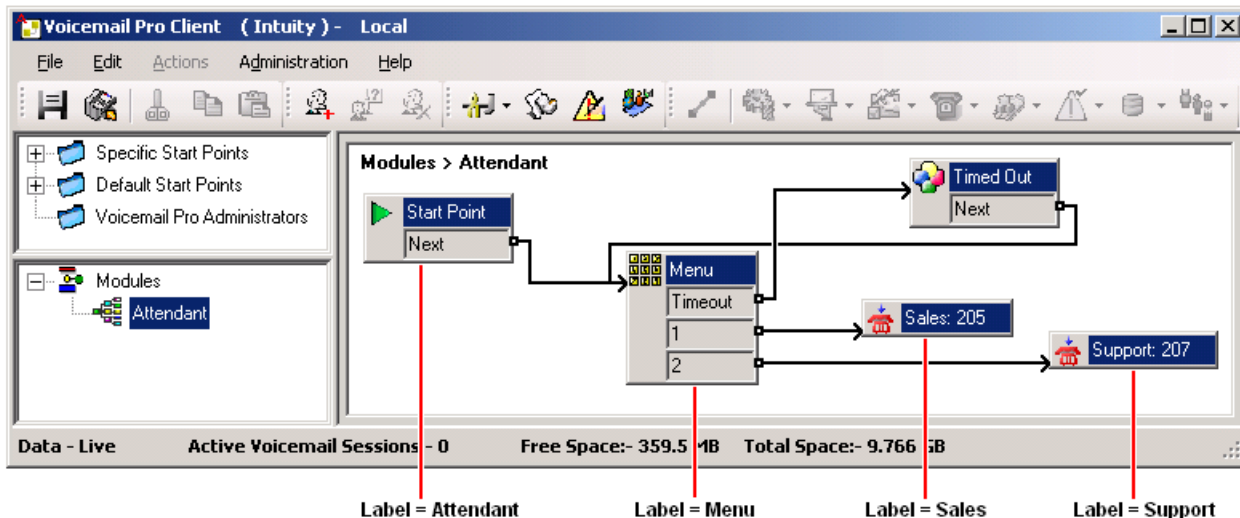 Voicemail Pro Client ( Intuity ) - Local
File Edit Actions Administration Help
Specific Start Points
Default Start Points
Voicemail Pro Administrators
Modules
Attendant
Modules > Attendant
Start Point
Next
Timed Out
Next
Menu
Timeout
1
2
Sales: 205
Support: 207
Data - Live Active Voicemail Sessions - 0 Free Space:- 359.5 MB Total Space:- 9.766 GB
Label = Attendant Label = Menu Label = Sales Label = Support